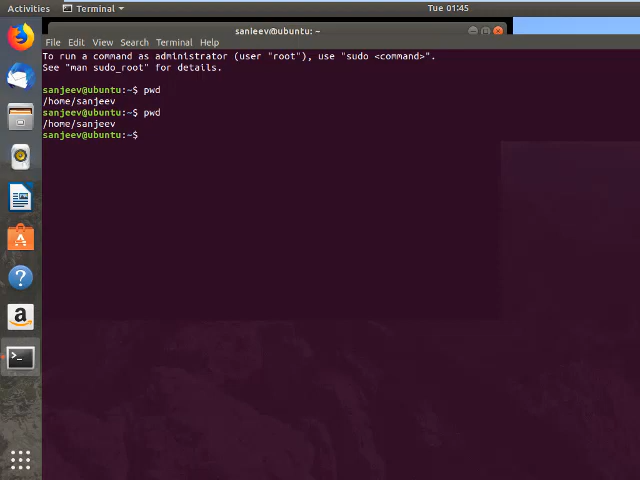 Activities
Terminal
Tue 01:45
sanjeev@ubuntu: ~
File Edit View Search Terminal Help
To run a command as administrator (user "root"), use "sudo <command>".
See "man sudo_root" for details.
sanjeev@ubuntu:~$ pwd
/home/sanjeev
sanjeev@ubuntu:~$ pwd
/home/sanjeev
sanjeev@ubuntu:~$